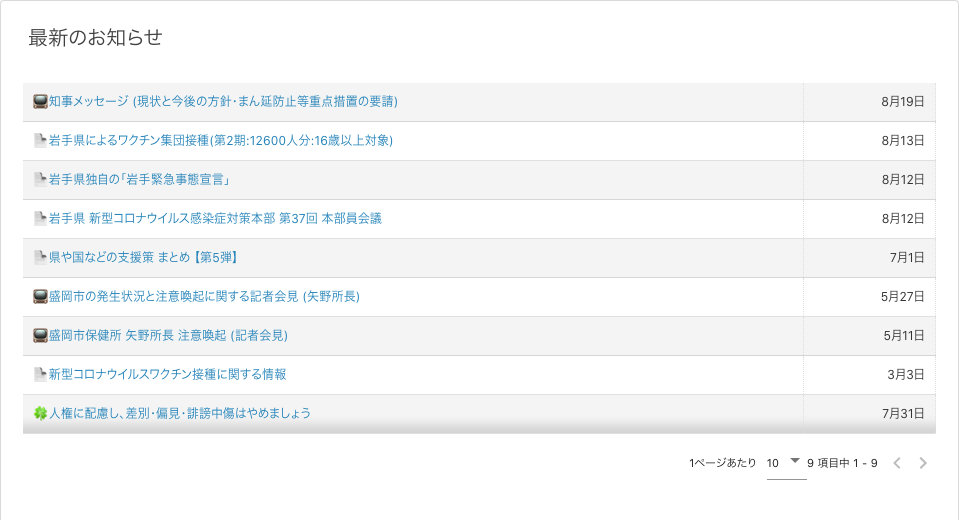 最新のお知らせ
知事メッセージ (現状と今後の方針・まん延防止等重点措置の要請) 8月19日
岩手県によるワクチン集団接種(第2期:12600人分:16歳以上対象) 8月13日
岩手県独自の「岩手緊急事態宣言」 8月12日
岩手県 新型コロナウイルス感染症対策本部 第37回 本部員会議 8月12日
県や国などの支援策 まとめ【第5弾】 7月1日
盛岡市の発生状況と注意喚起に関する記者会見 (矢野所長) 5月27日
盛岡市保健所 矢野所長 注意喚起 (記者会見) 5月11日
新型コロナウイルスワクチン接種に関する情報 3月3日
人権に配慮し、差別・偏見・誹謗中傷はやめましょう 7月31日
1ページあたり 10 9 項目中 1 - 9